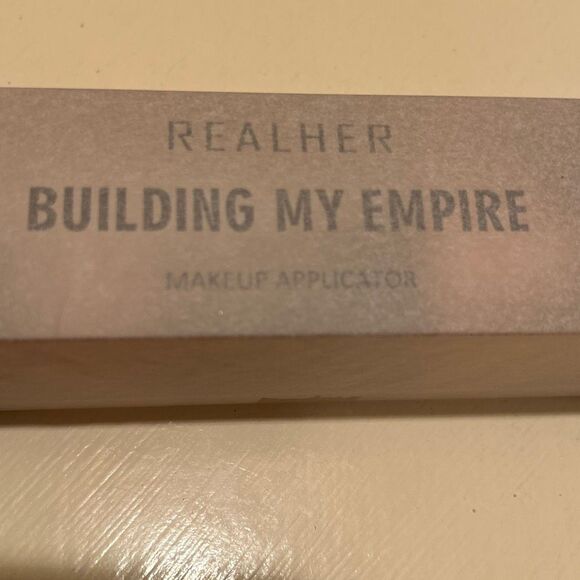 REALHER
BUILDING MY EMPIRE
MAKEUP APPLICATOR